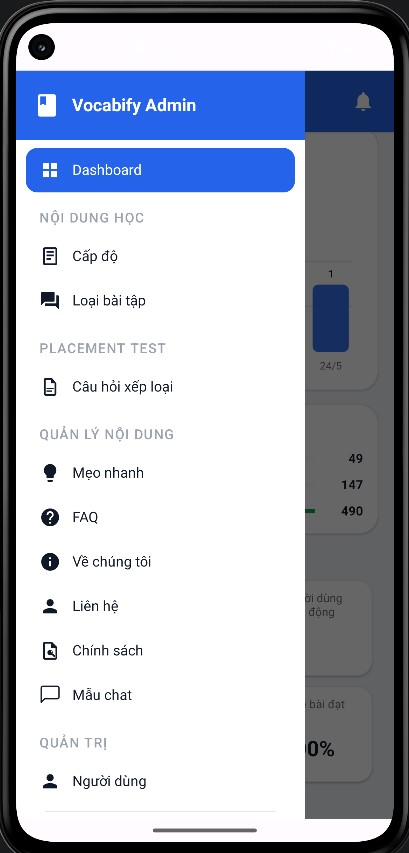 Vocabify Admin
Dashboard
NỘI DUNG HỌC
Cấp độ
Loại bài tập
1
24/5
PLACEMENT TEST
Câu hỏi xếp loại
QUẢN LÝ NỘI DUNG
Mẹo nhanh
49
147
FAQ
490
Về chúng tôi
Liên hệ
dùng
động
Chính sách
Mẫu chat
bài đạt
QUẢN TRỊ
0%
Người dùng